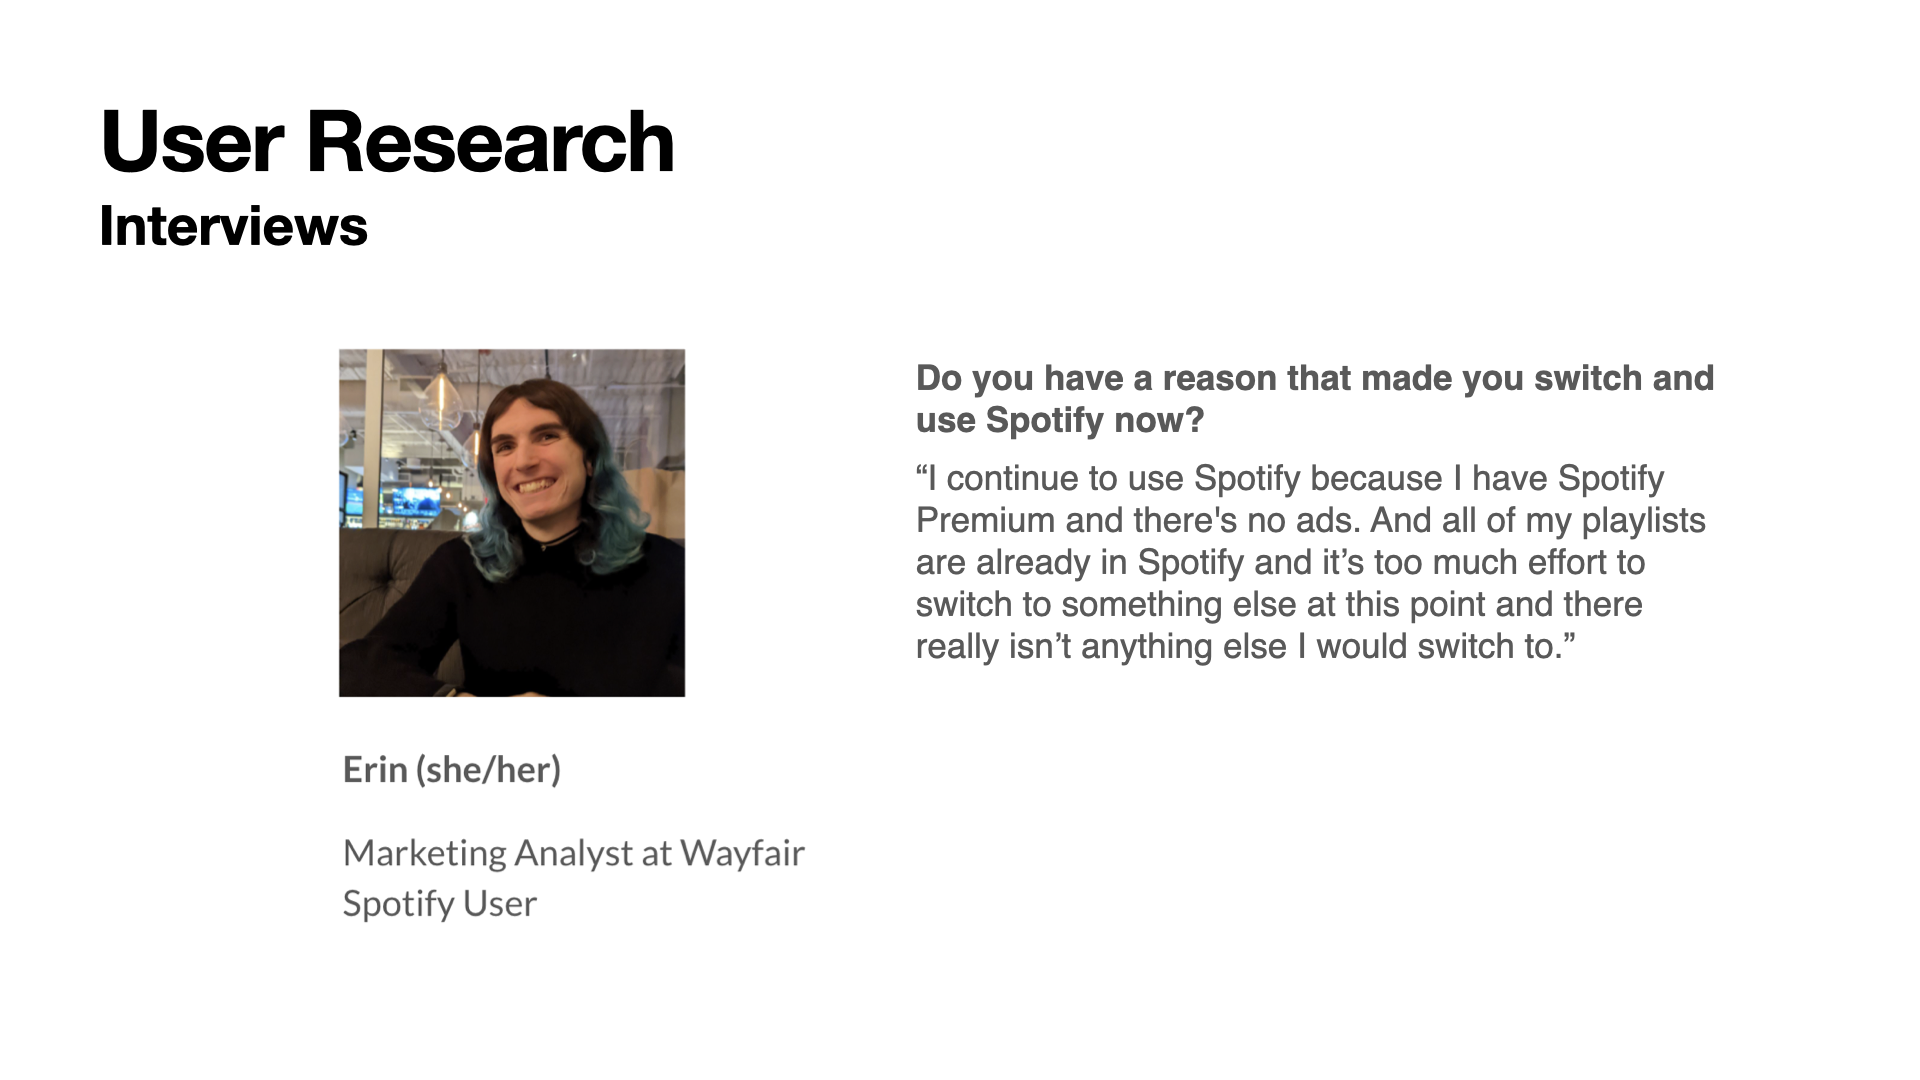 User Research
Interviews
Do you have a reason that made you switch and
use Spotify now?
“I continue to use Spotify because I have Spotify
Premium and there's no ads. And all of my playlists
are already in Spotify and it’s too much effort to
switch to something else at this point and there
really isn’t anything else I would switch to.”
Erin (she/her)
Marketing Analyst at Wayfair
Spotify User